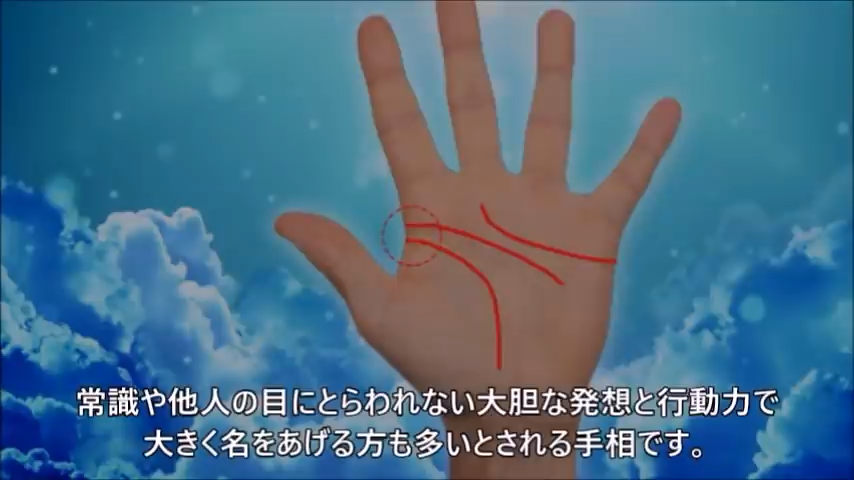 常識や他人の目にとらわれない大胆な発想と行動力で
大きく名をあげる方も多いとされる手相です。